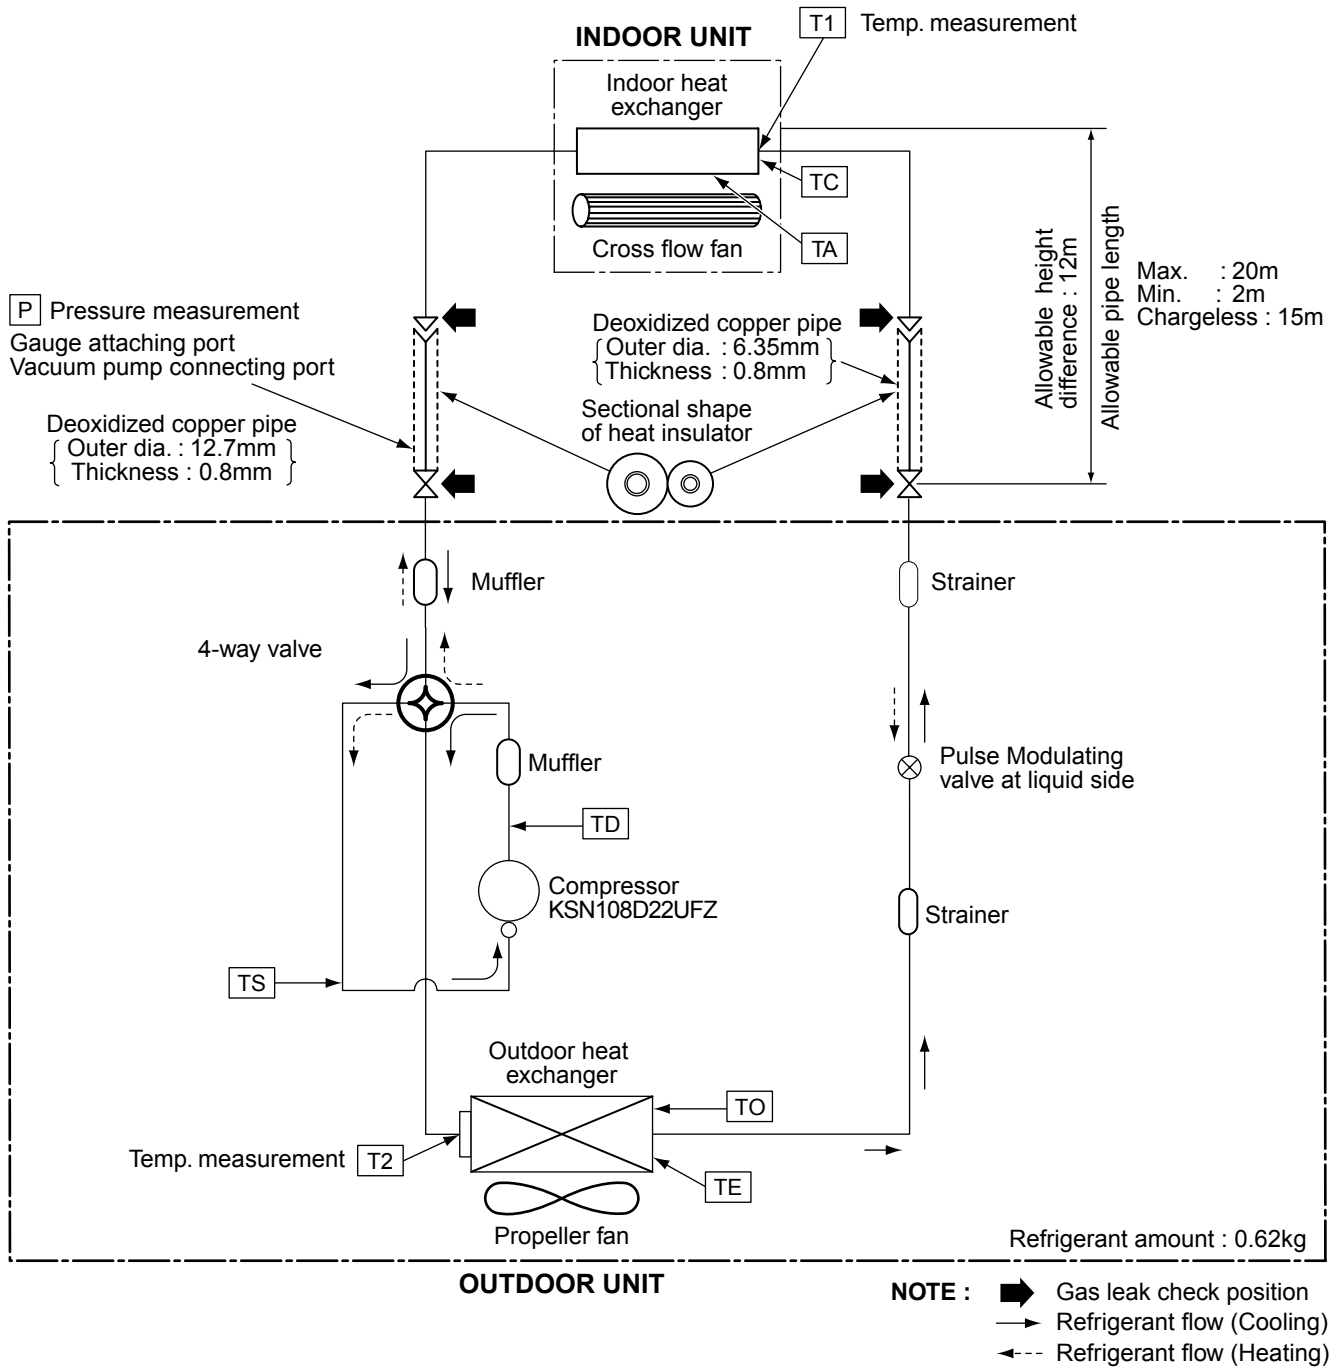 T1 Temp. measurement
INDOOR UNIT
Indoor heat
exchanger
TC
Cross flow fan
TA
Allowable height
difference : 12m
Allowable pipe length
Max. : 20m
Min. : 2m
Chargeless : 15m
P Pressure measurement
Gauge attaching port
Vacuum pump connecting port
Deoxidized copper pipe
Outer dia. : 6.35mm
Thickness : 0.8mm
Sectional shape
of heat insulator
Deoxidized copper pipe
Outer dia. : 12.7mm
Thickness : 0.8mm
Muffler
Strainer
4-way valve
Muffler
Pulse Modulating
valve at liquid side
TD
Compressor
KSN108D22UFZ
Strainer
TS
Outdoor heat
exchanger
TO
Temp. measurement T2
TE
Propeller fan
Refrigerant amount : 0.62kg
OUTDOOR UNIT
NOTE : Gas leak check position
Refrigerant flow (Cooling)
Refrigerant flow (Heating)